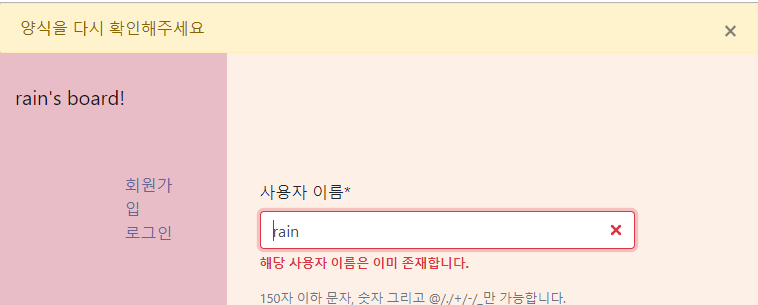 양식을 다시 확인해주세요 ×
rain's board!
회원가
입
로그인
사용자 이름*
rain
해당 사용자 이름은 이미 존재합니다.
150자 이하 문자, 숫자 그리고 @/./+/-/_만 가능합니다.